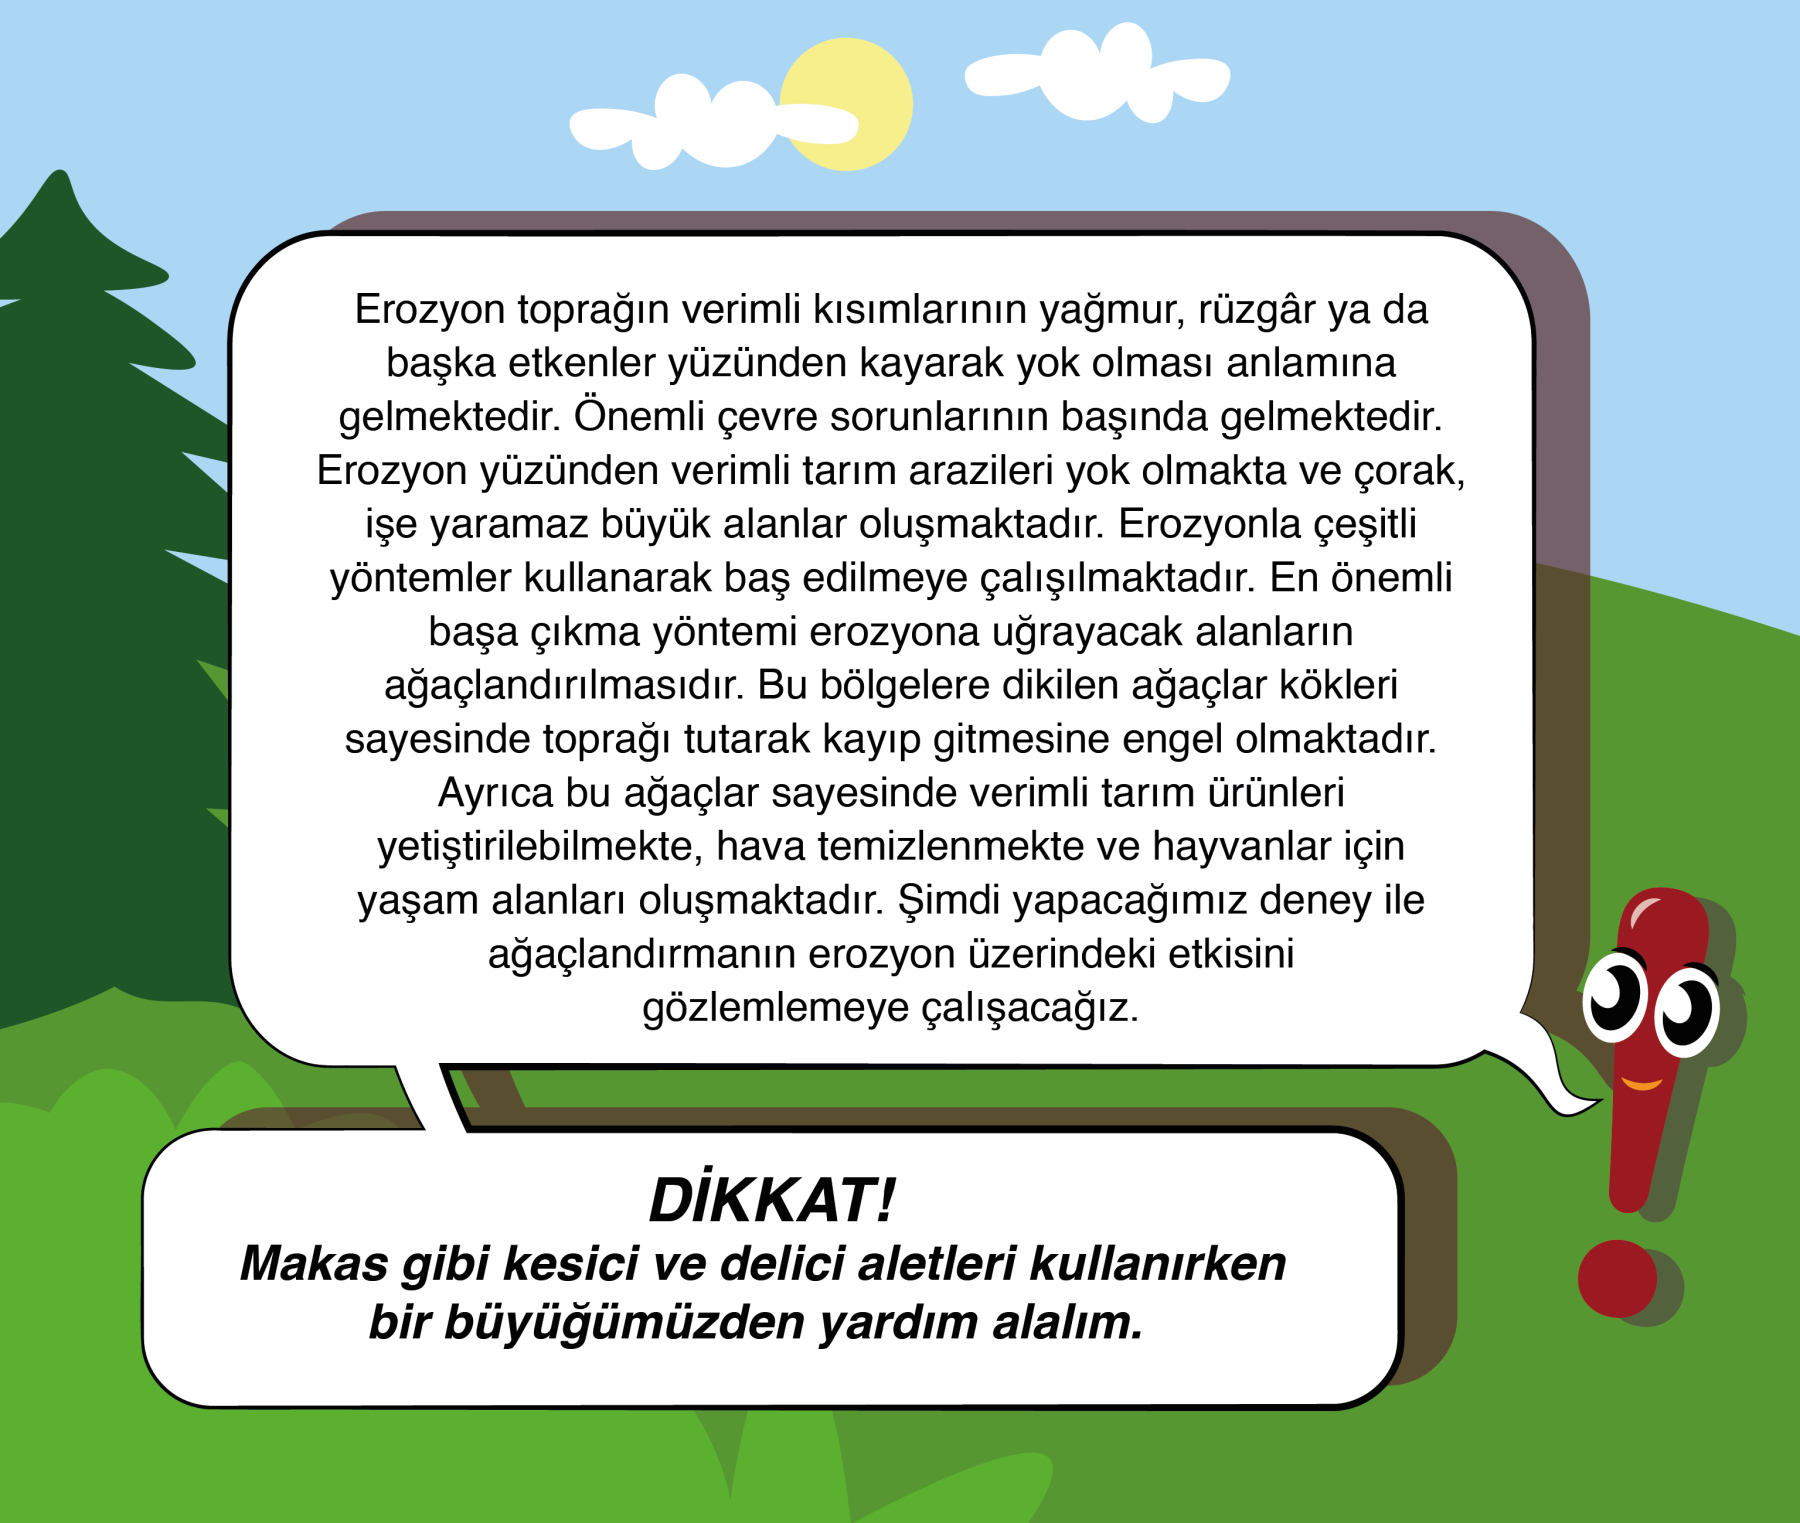 Erozyon toprağın verimli kısımlarının yağmur, rüzgâr ya da
başka etkenler yüzünden kayarak yok olması anlamına
gelmektedir. Önemli çevre sorunlarının başında gelmektedir.
Erozyon yüzünden verimli tarım arazileri yok olmakta ve çorak,
işe yaramaz büyük alanlar oluşmaktadır. Erozyonla çeşitli
yöntemler kullanarak baş edilmeye çalışılmaktadır. En önemli
başa çıkma yöntemi erozyona uğrayacak alanların
ağaçlandırılmasıdır. Bu bölgelere dikilen ağaçlar kökleri
sayesinde toprağı tutarak kayıp gitmesine engel olmaktadır.
Ayrıca bu ağaçlar sayesinde verimli tarım ürünleri
yetiştirilebilmekte, hava temizlenmekte ve hayvanlar için
yaşam alanları oluşmaktadır. Şimdi yapacağımız deney ile
ağaçlandırmanın erozyon üzerindeki etkisini
gözlemlemeye çalışacağız.
DİKKAT!
Makas gibi kesici ve delici aletleri kullanırken
bir büyüğümüzden yardım alalım.